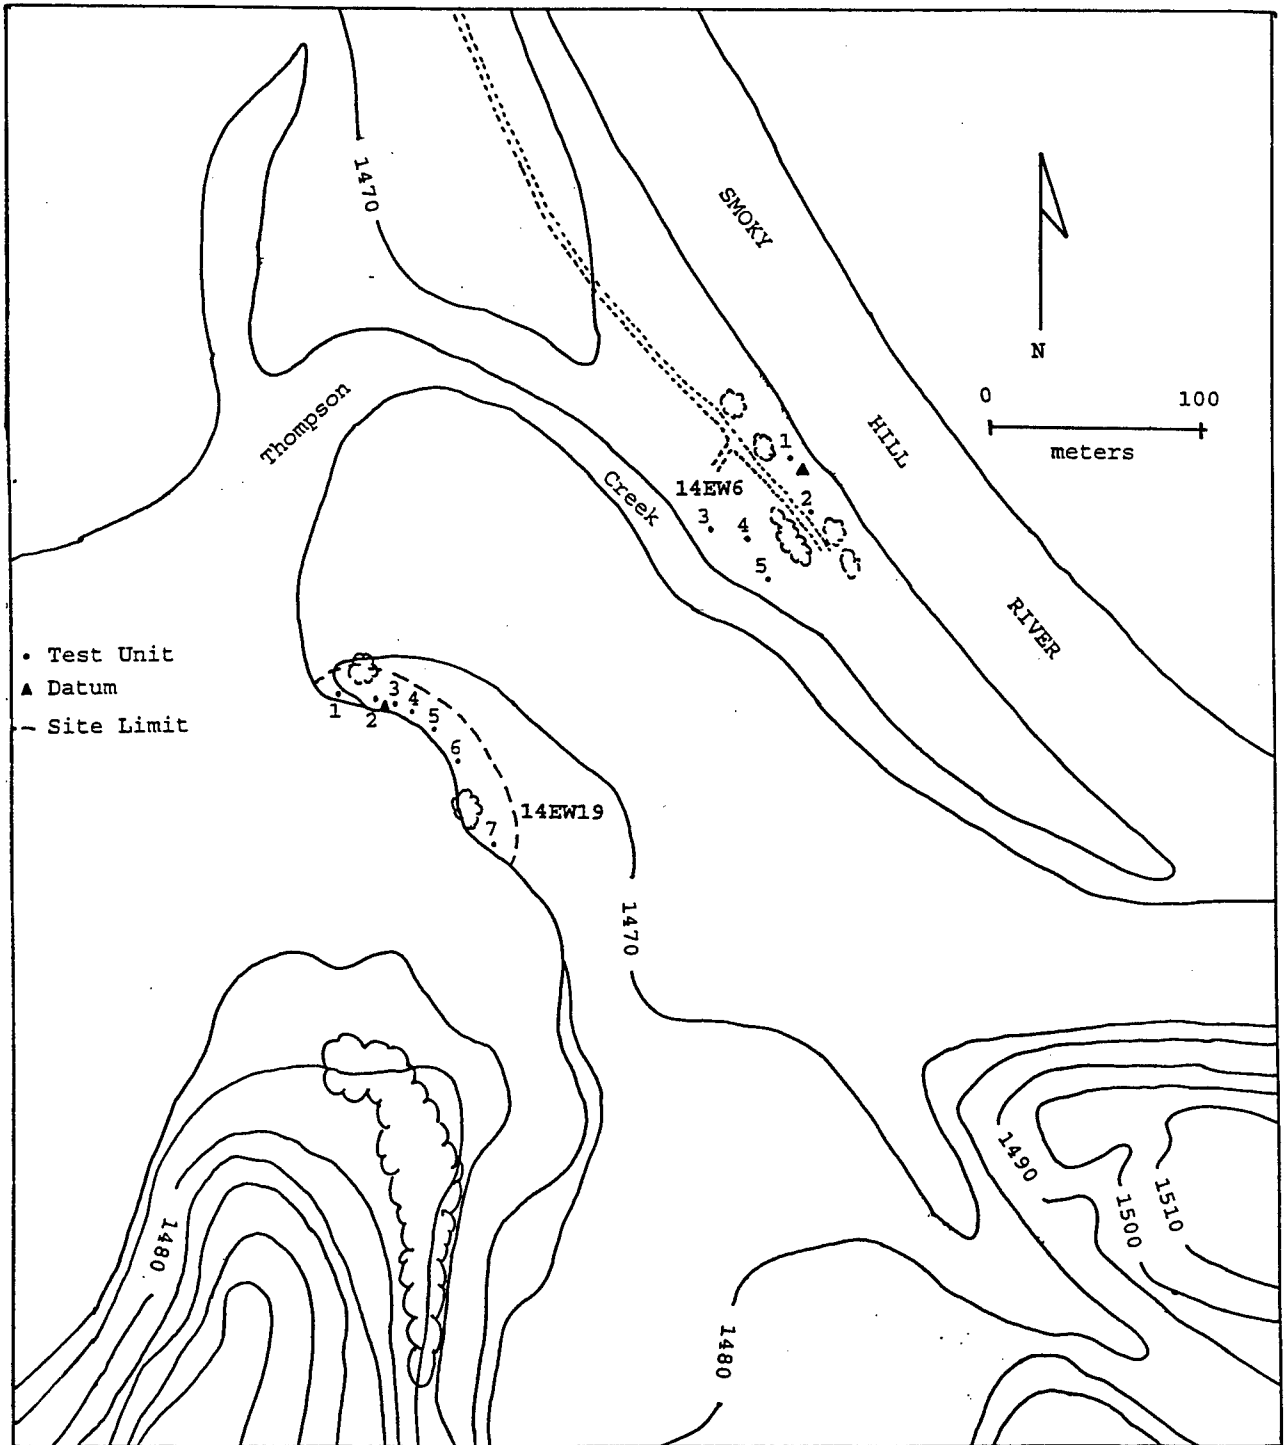 1470
SMOKY
N
0 100
meters
Thompson
HILL
1
14EW6
2
Creek
3
4
5
RIVER
• Test Unit
▲ Datum
– Site Limit
1
2
3
4
5
6
7
14EW19
1470
1490
1500
1510
1480
1480